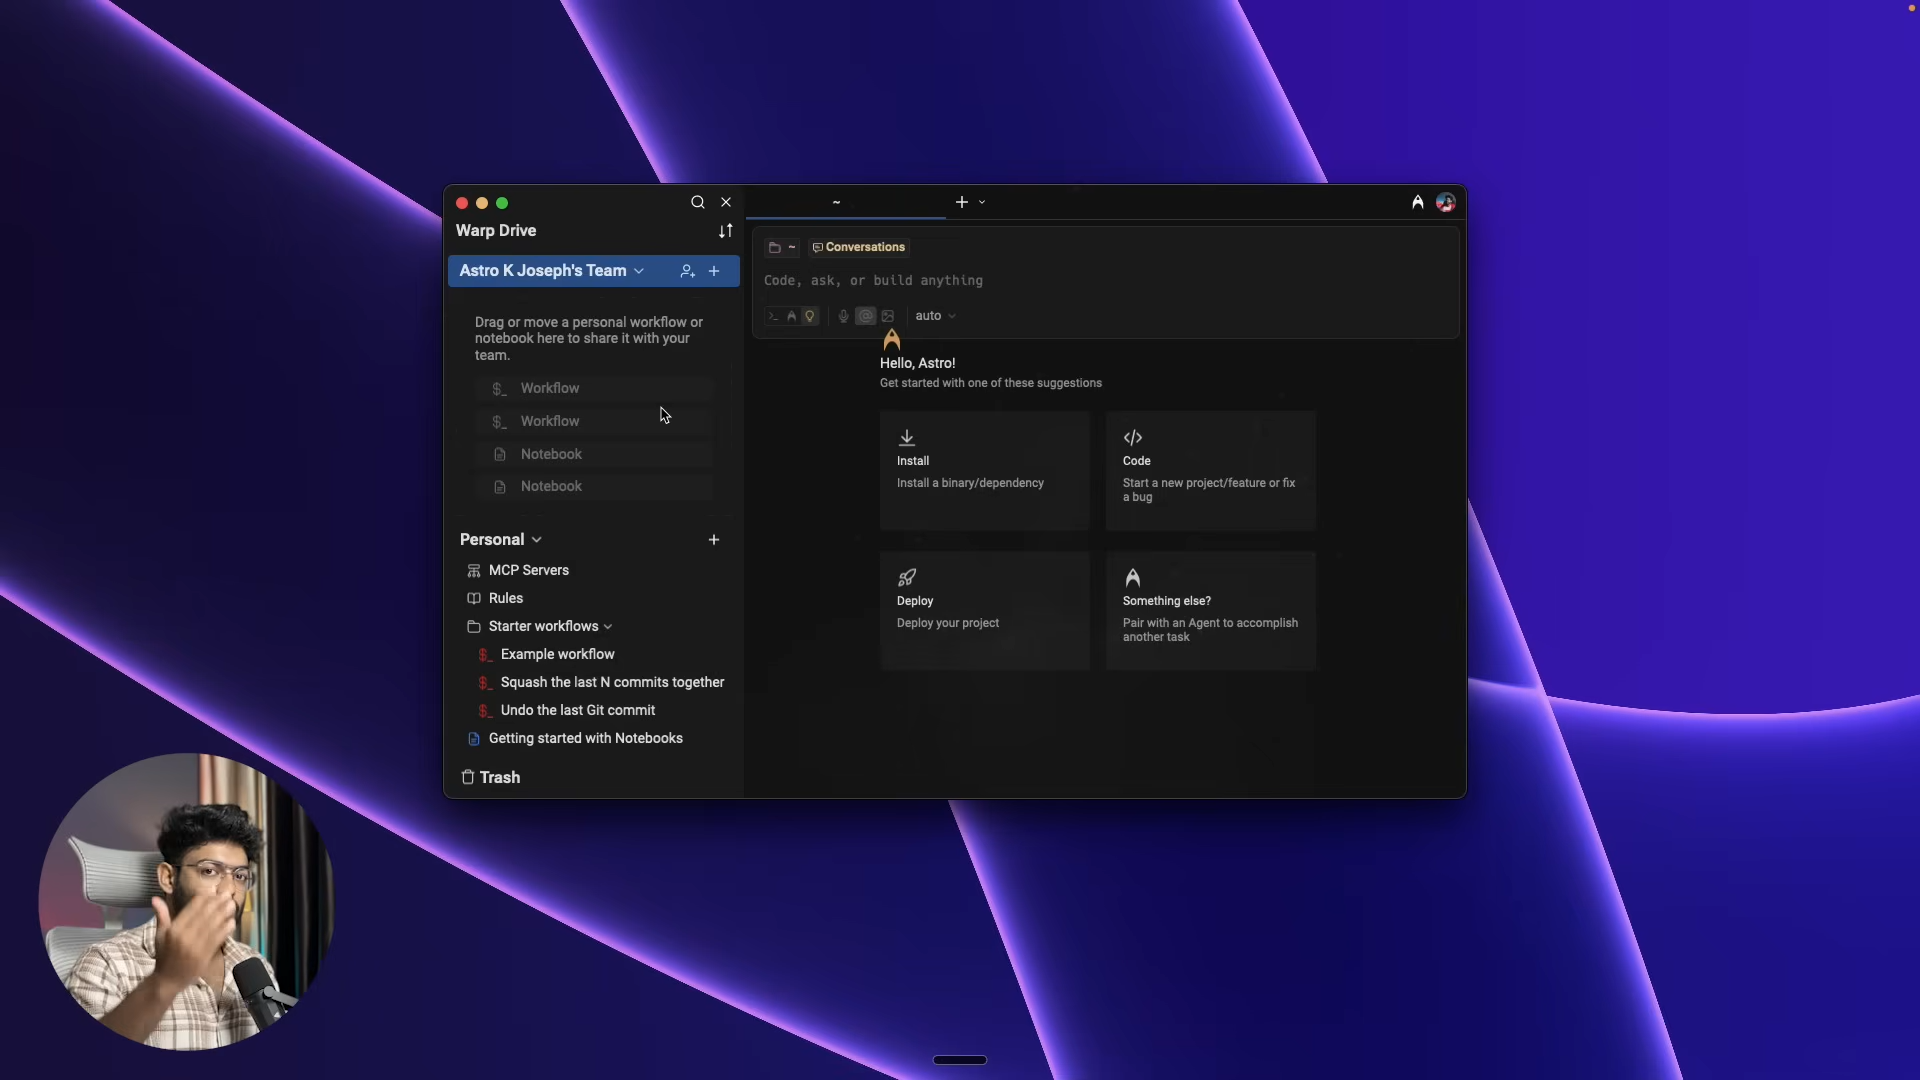 Warp Drive
Astro K Joseph's Team
Drag or move a personal workflow or
notebook here to share it with your
team.
$_ Workflow
$_ Workflow
Notebook
Notebook
Personal
MCP Servers
Rules
Starter workflows
$_ Example workflow
$_ Squash the last N commits together
$_ Undo the last Git commit
Getting started with Notebooks
Trash
~
~ Conversations
Code, ask, or build anything
auto
Hello, Astro!
Get started with one of these suggestions
Install
Install a binary/dependency
Code
Start a new project/feature or fix
a bug
Deploy
Deploy your project
Something else?
Pair with an Agent to accomplish
another task